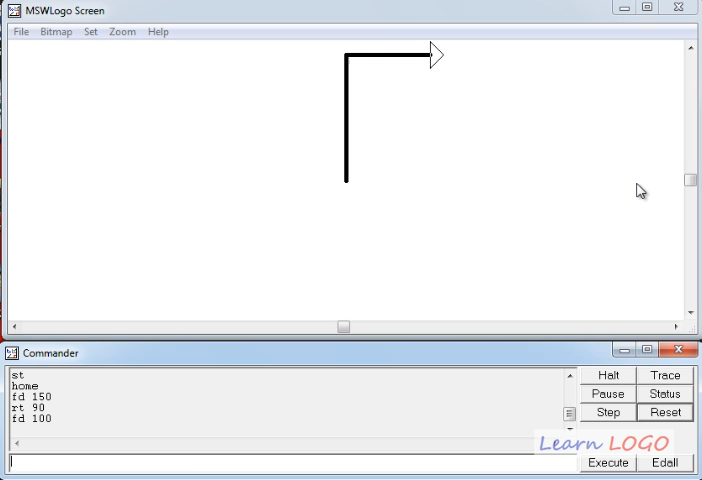 MSWLogo Screen
File Bitmap Set Zoom Help
Commander
st
home
fd 150
rt 90
fd 100
Halt Trace
Pause Status
Step Reset
Learn LOGO
Execute Edall